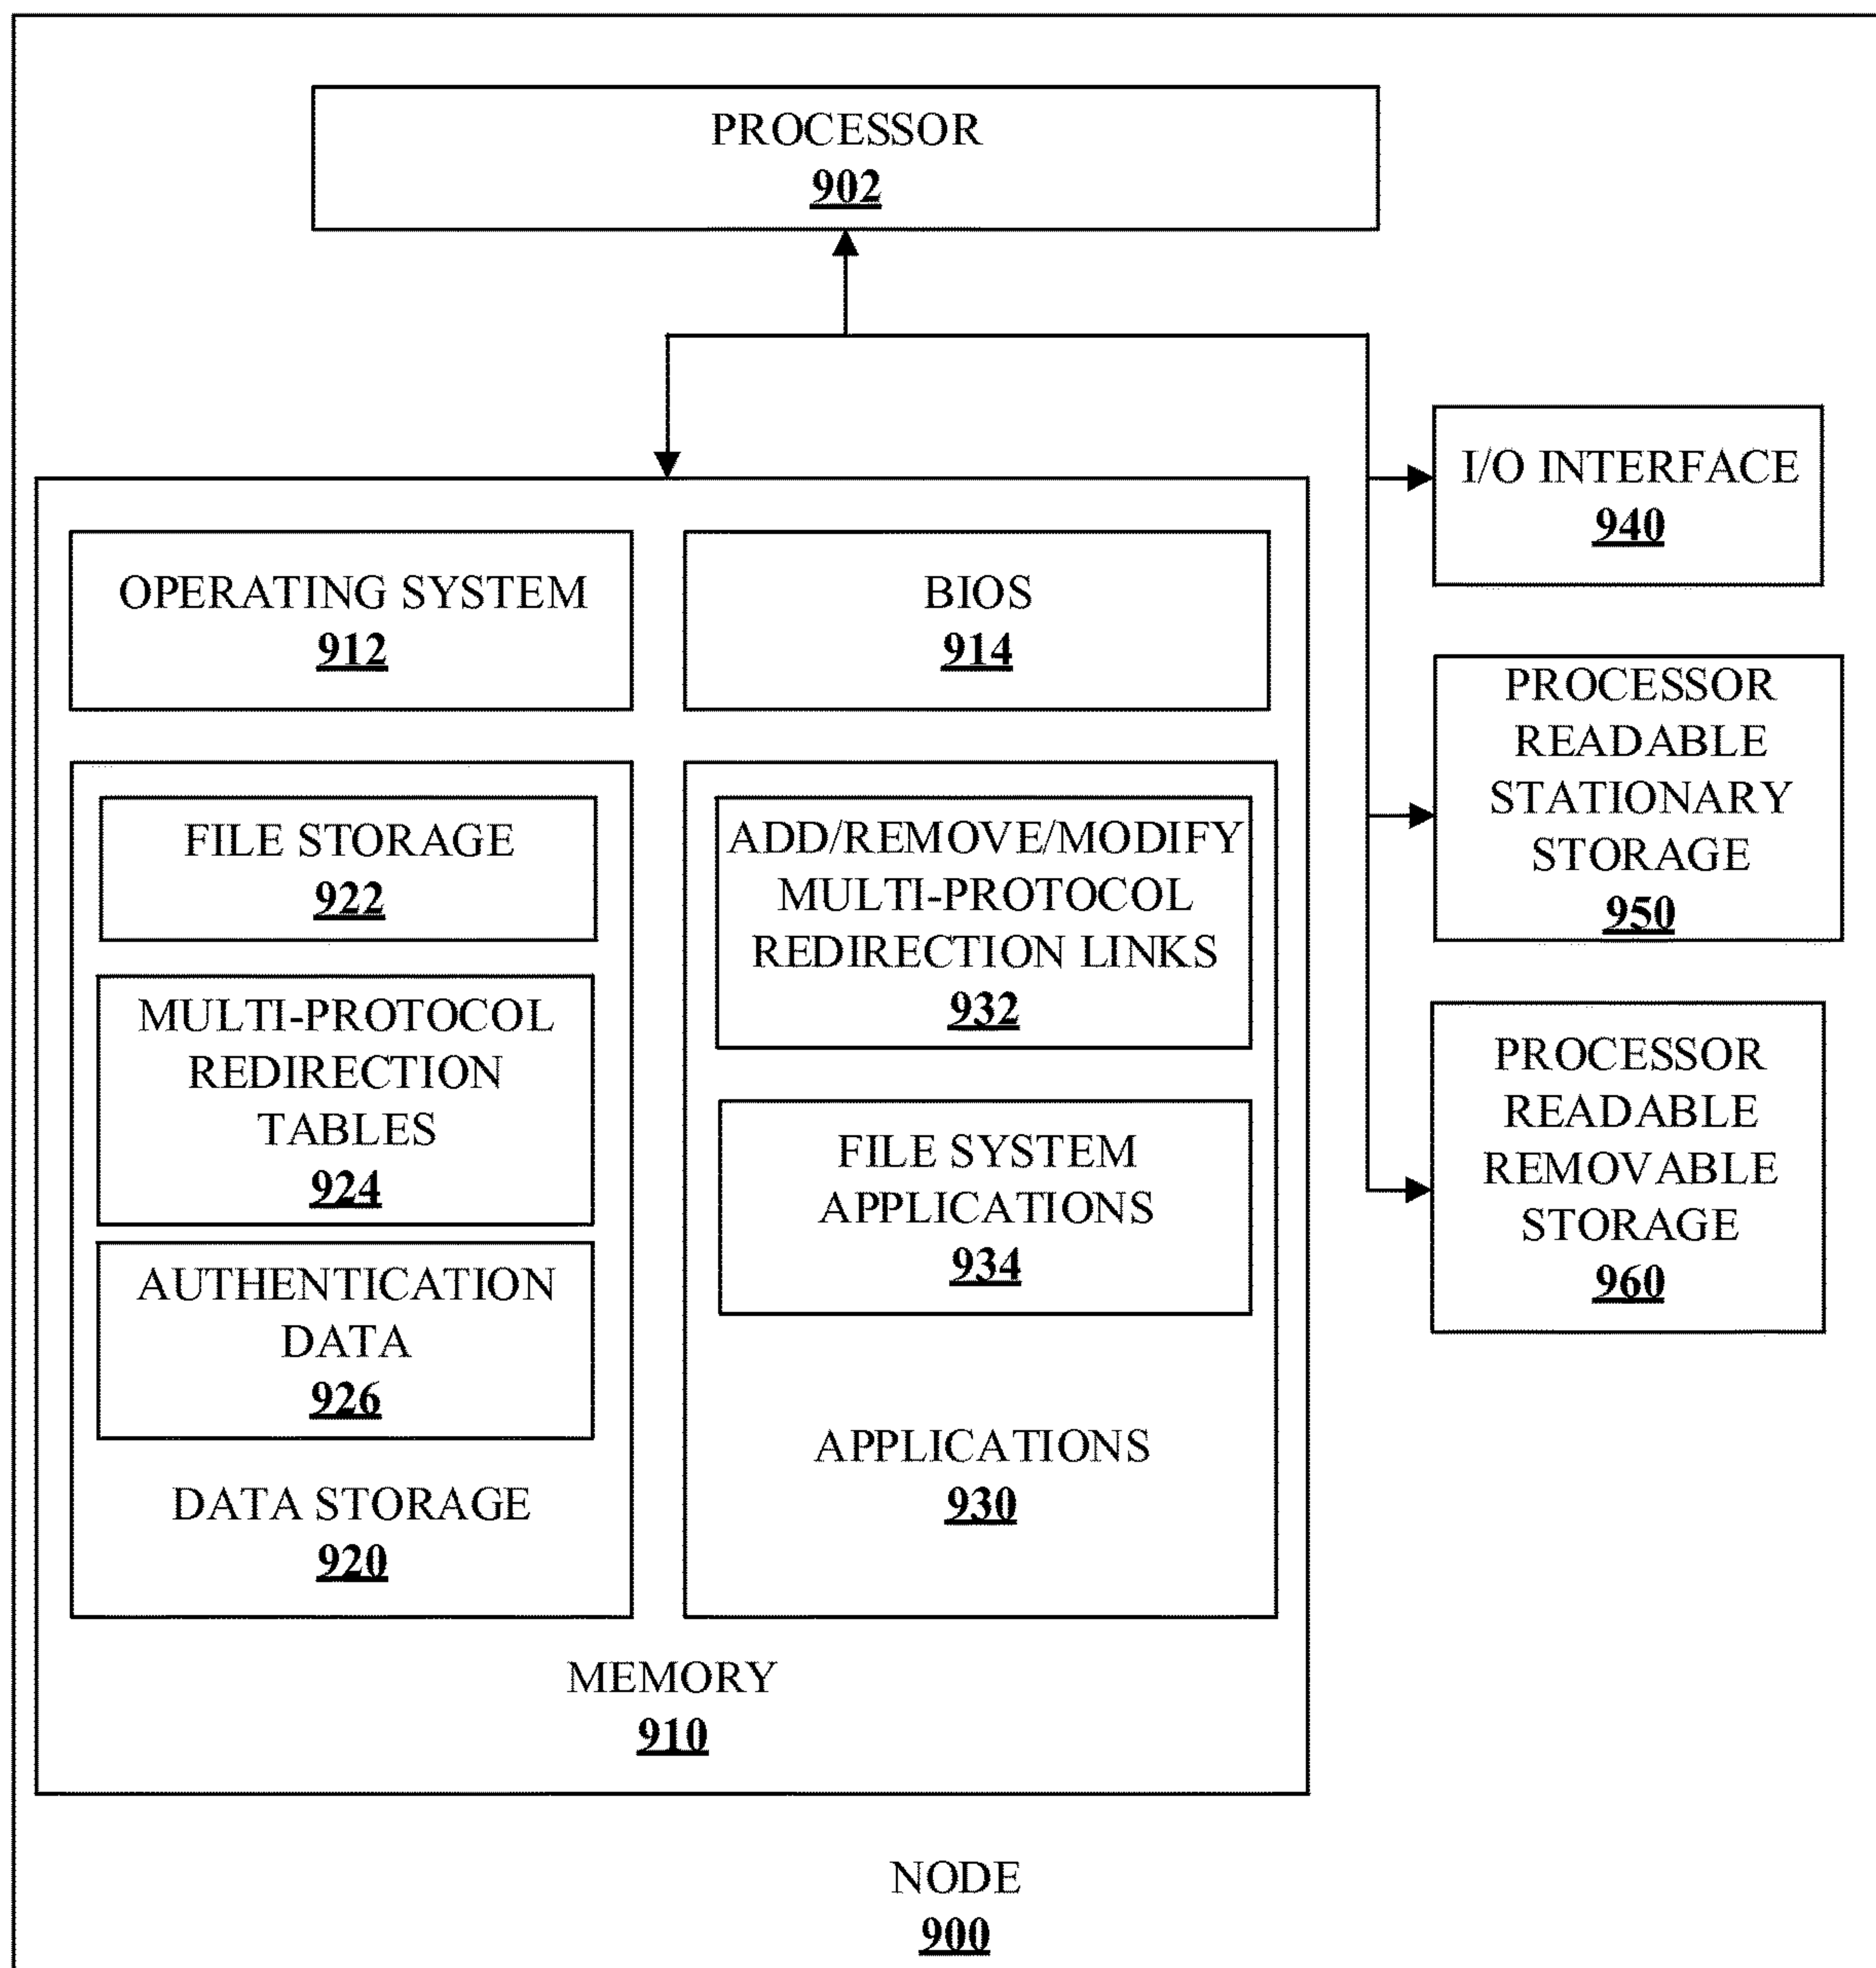 PROCESSOR
902
I/O INTERFACE
940
OPERATING SYSTEM
912
BIOS
914
PROCESSOR
READABLE
STATIONARY
STORAGE
950
FILE STORAGE
922
ADD/REMOVE/MODIFY
MULTI-PROTOCOL
REDIRECTION LINKS
932
MULTI-PROTOCOL
REDIRECTION
TABLES
924
PROCESSOR
READABLE
REMOVABLE
STORAGE
960
FILE SYSTEM
APPLICATIONS
934
AUTHENTICATION
DATA
926
APPLICATIONS
930
DATA STORAGE
920
MEMORY
910
NODE
900